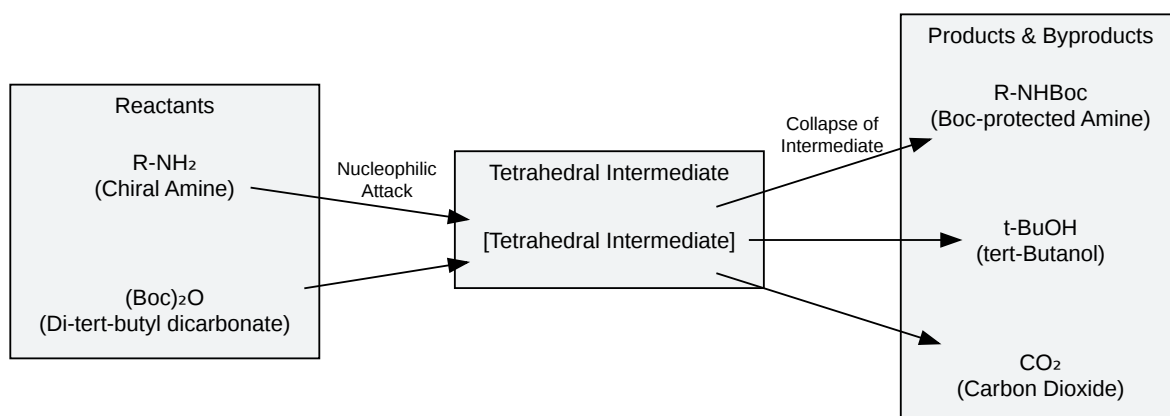 Reactants
R-NH₂
(Chiral Amine)
(Boc)₂O
(Di-tert-butyl dicarbonate)
Nucleophilic
Attack
Tetrahedral Intermediate
[Tetrahedral Intermediate]
Collapse of
Intermediate
Products & Byproducts
R-NHBoc
(Boc-protected Amine)
t-BuOH
(tert-Butanol)
CO₂
(Carbon Dioxide)